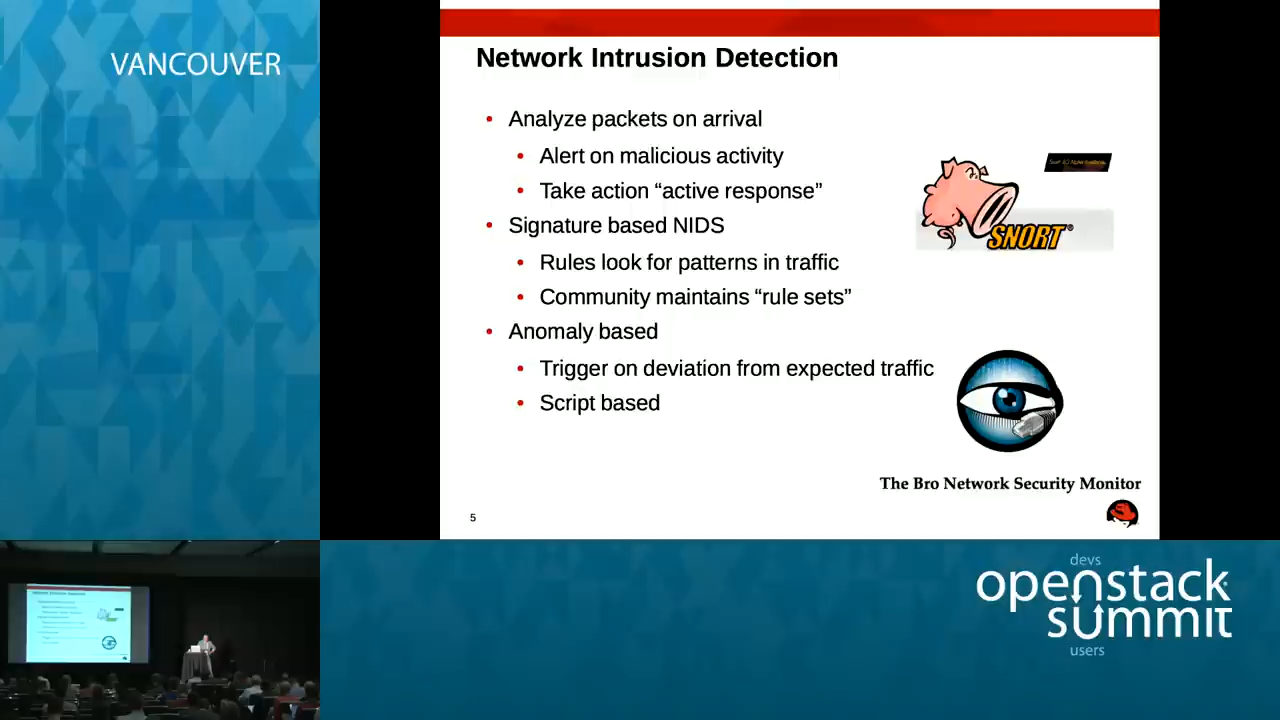 VANCOUVER
Network Intrusion Detection
• Analyze packets on arrival
• Alert on malicious activity
• Take action “active response”
• Signature based NIDS
• Rules look for patterns in traffic
• Community maintains “rule sets”
• Anomaly based
• Trigger on deviation from expected traffic
• Script based
SNORT®
The Bro Network Security Monitor
5
devs
openstack
summit
users